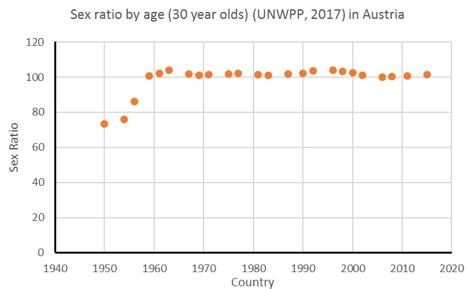 Sex ratio by age (30 year olds) (UNWPP, 2017) in Austria
120
100
80
60
40
20
0
Sex Ratio
1940 1950 1960 1970 1980 1990 2000 2010 2020
Country